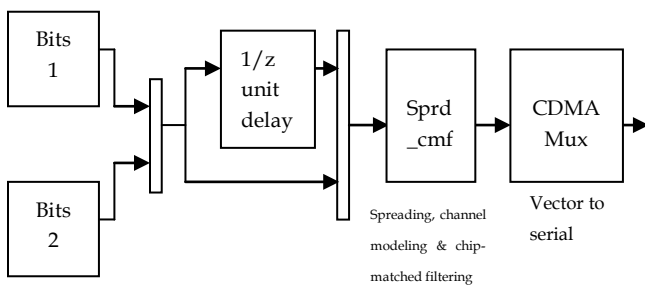 Bits
1
1/z
unit
delay
Sprd
_cmf
CDMA
Mux
Bits
2
Spreading, channel
modeling & chip-
matched filtering
Vector to
serial